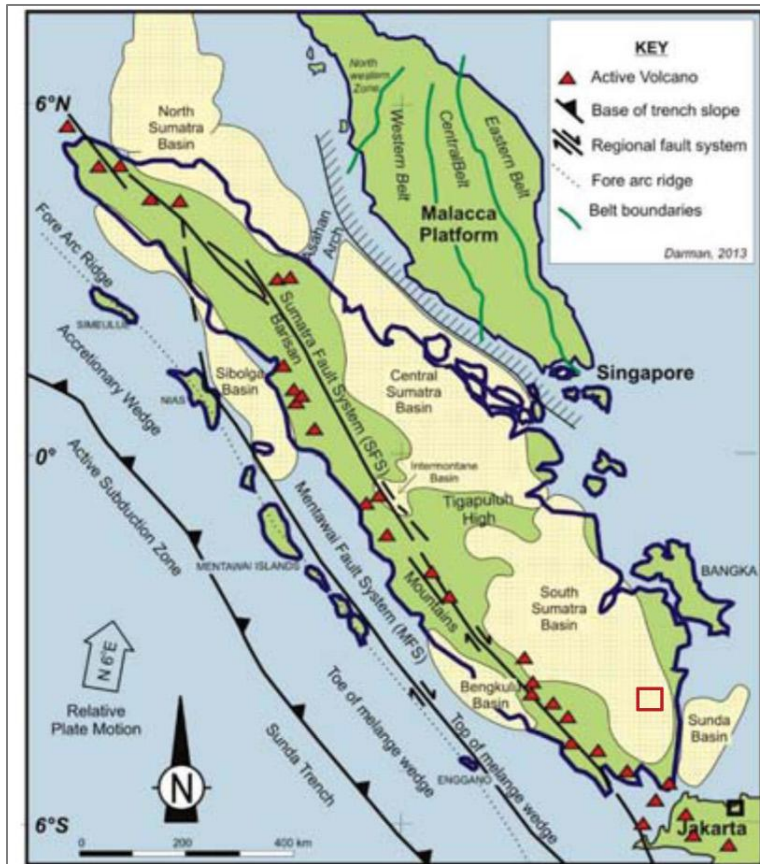 KEY
Active Volcano
Base of trench slope
Regional fault system
Fore arc ridge
Belt boundaries
Darman, 2013
6°N
North
Sumatra
Basin
North
western
Zone
Western Belt
CentralBelt
Eastern Belt
Malacca
Platform
Asahan
Arch
Fore Arc Ridge
SIMEULUE
Accretionary Wedge
Sumatra Fault System (SFS)
Barisan
Singapore
Sibolga
Basin
NIAS
Central
Sumatra
Basin
Active Subduction Zone
0°
Intermontane
Basin
Tigapuluh
High
Mentawai Fault System (MFS)
MENTAWAI ISLANDS
BANGKA
Mountains
South
Sumatra
Basin
N 6°E
Relative
Plate Motion
Bengkulu
Basin
Sunda
Basin
Toe of melange wedge
Top of melange wedge
Sunda Trench
ENGGANO
N
6°S
Jakarta
0
200
400 km